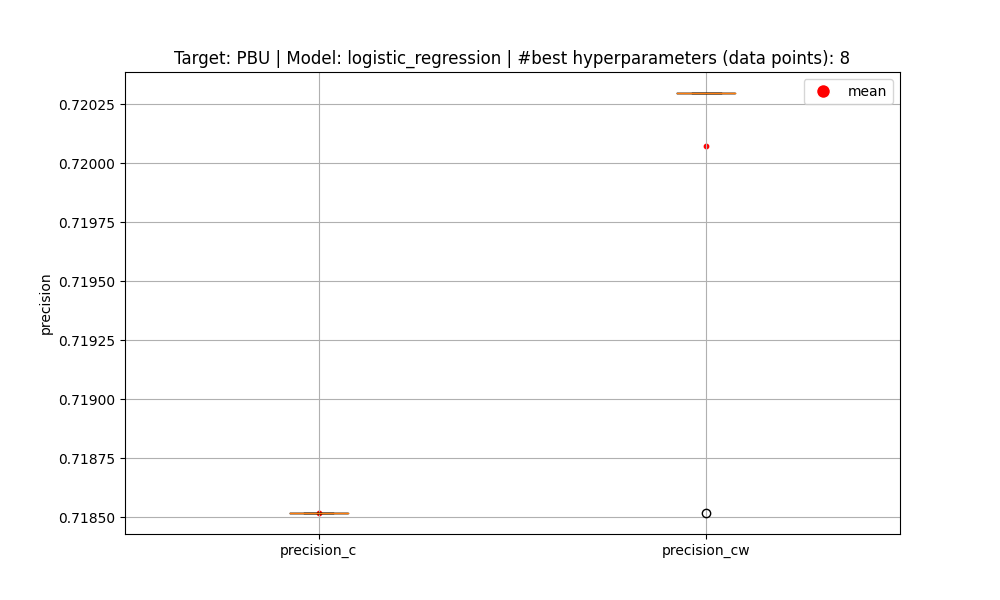 Target: PBU | Model: logistic_regression | #best hyperparameters (data points): 8
mean
0.72025
0.72000
0.71975
0.71950
0.71925
0.71900
0.71875
0.71850
precision
precision_c
precision_cw